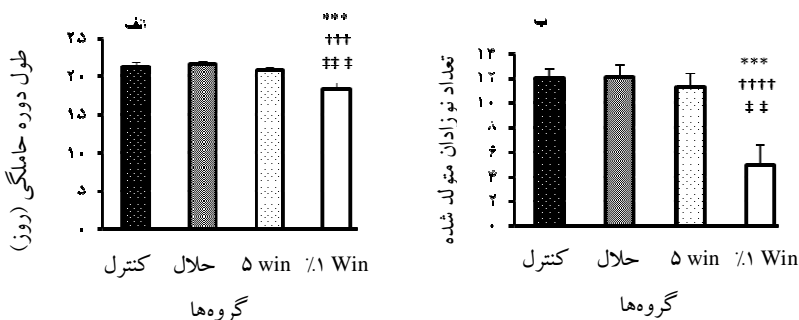 الف
***
†††
‡‡ ‡
۲۵
۲۰
۱۵
۱۰
۵
۰
طول دوره حاملگی (روز)
کنترل
حلال
۵ win
٪۱ Win
گروه‌ها
ب
***
††††
‡ ‡
۱۴
۱۲
۱۰
۸
۶
۴
۲
۰
تعداد نوزادان متولد شده
کنترل
حلال
۵ win
٪۱ Win
گروه‌ها